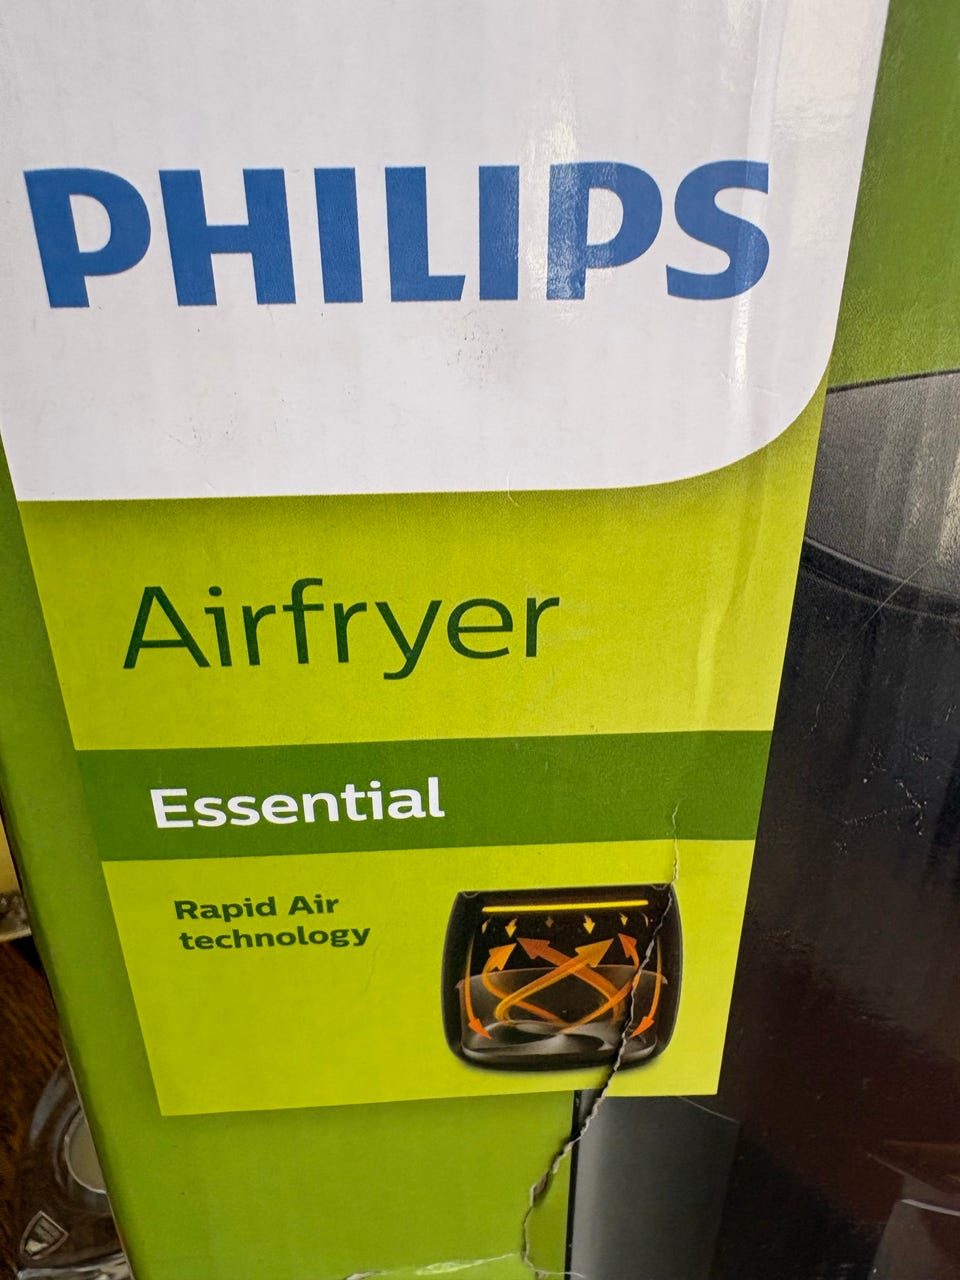 PHILIPS
Airfryer
Essential
Rapid Air
technology